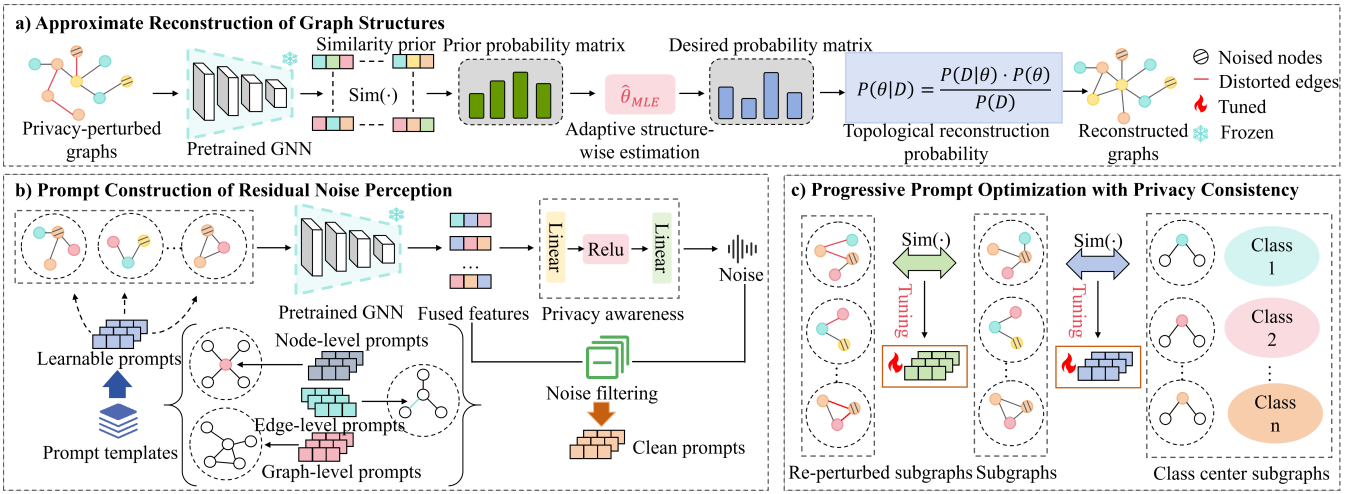 a) Approximate Reconstruction of Graph Structures
Privacy-perturbed
graphs
Pretrained GNN
Similarity prior
Sim(·)
Prior probability matrix
θ̂_MLE
Adaptive structure-
wise estimation
Desired probability matrix
P(θ|D) = P(D|θ) · P(θ) / P(D)
Topological reconstruction
probability
Reconstructed
graphs
Noised nodes
Distorted edges
Tuned
Frozen
b) Prompt Construction of Residual Noise Perception
Pretrained GNN
Fused features
...
Linear
Relu
Linear
Privacy awareness
Noise
Learnable prompts
Prompt templates
Node-level prompts
Edge-level prompts
Graph-level prompts
Noise filtering
Clean prompts
c) Progressive Prompt Optimization with Privacy Consistency
Sim(·)
Tuning
Sim(·)
Tuning
Class
1
Class
2
Class
n
Re-perturbed subgraphs
Subgraphs
Class center subgraphs